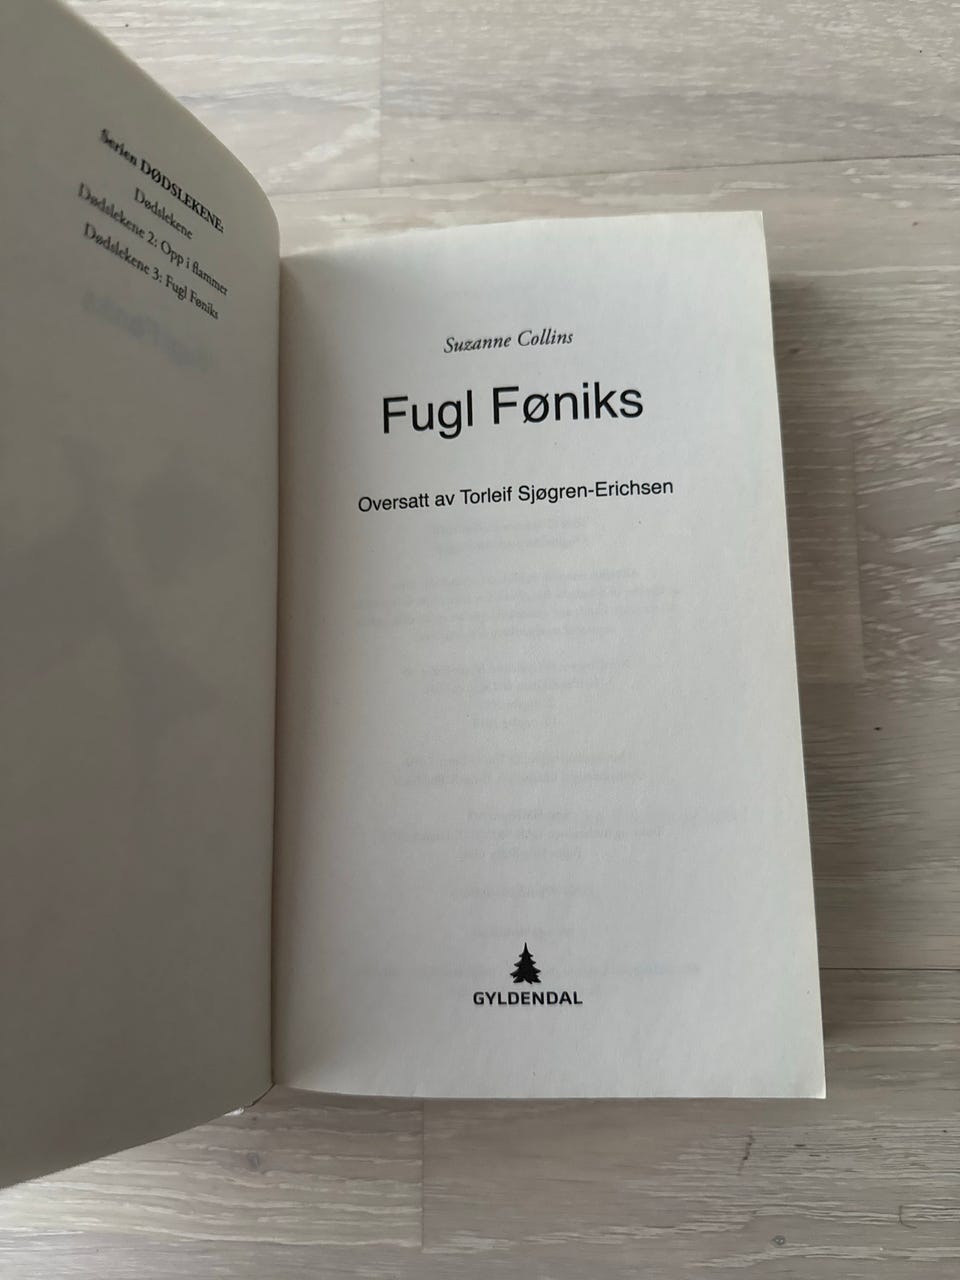 Serien DØDSLEKENE:
Dødslekene
Dødslekene 2: Opp i flammer
Dødslekene 3: Fugl Føniks
Suzanne Collins
Fugl Føniks
Oversatt av Torleif Sjøgren-Erichsen
GYLDENDAL